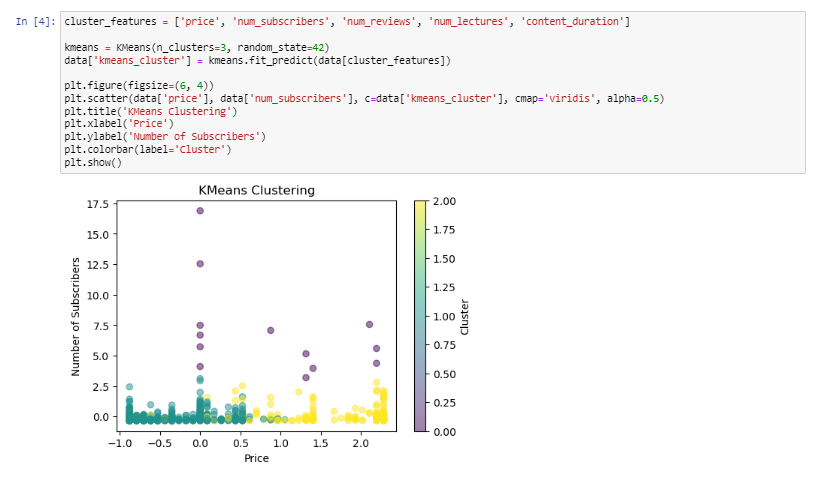 In [4]:
cluster_features = ['price', 'num_subscribers', 'num_reviews', 'num_lectures', 'content_duration']
kmeans = KMeans(n_clusters=3, random_state=42)
data['kmeans_cluster'] = kmeans.fit_predict(data[cluster_features])
plt.figure(figsize=(6, 4))
plt.scatter(data['price'], data['num_subscribers'], c=data['kmeans_cluster'], cmap='viridis', alpha=0.5)
plt.title('KMeans Clustering')
plt.xlabel('Price')
plt.ylabel('Number of Subscribers')
plt.colorbar(label='Cluster')
plt.show()
KMeans Clustering
Number of Subscribers
17.5
15.0
12.5
10.0
7.5
5.0
2.5
0.0
−1.0 −0.5 0.0 0.5 1.0 1.5 2.0
Price
2.00
1.75
1.50
1.25
1.00
0.75
0.50
0.25
0.00
Cluster